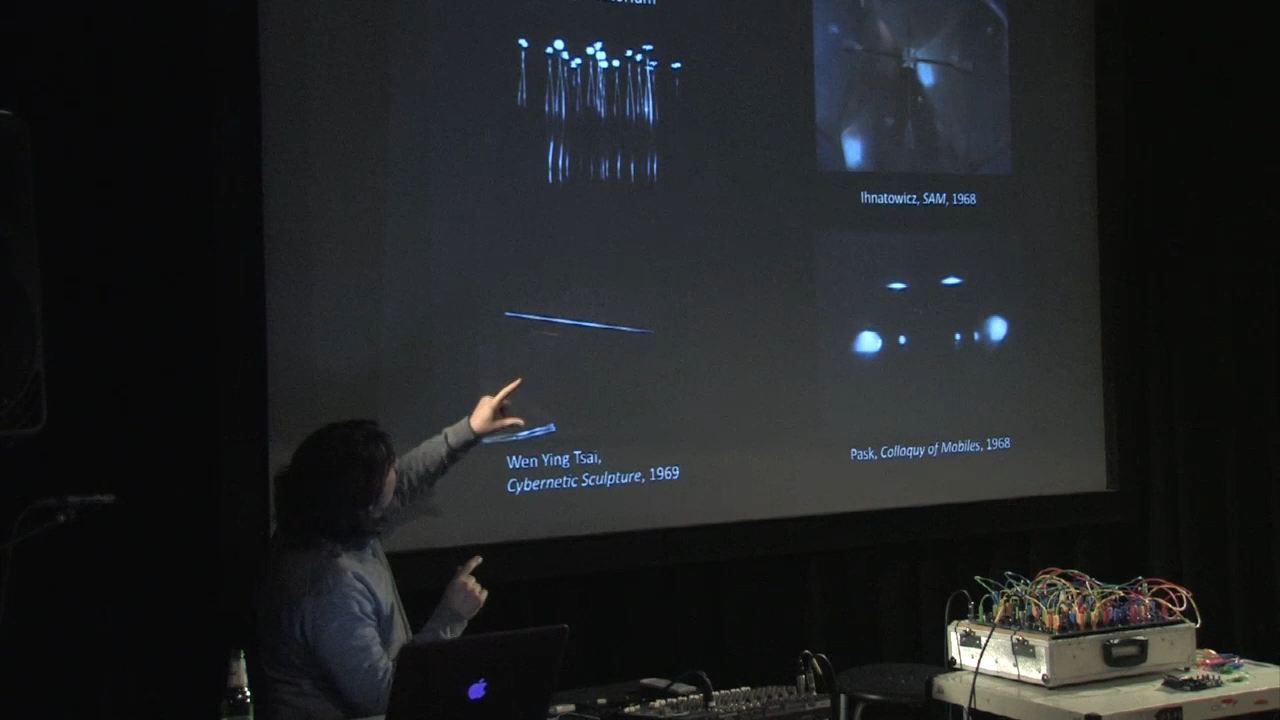 Ihnatowicz, SAM, 1968
Wen Ying Tsai,
Cybernetic Sculpture, 1969
Pask, Colloquy of Mobiles, 1968